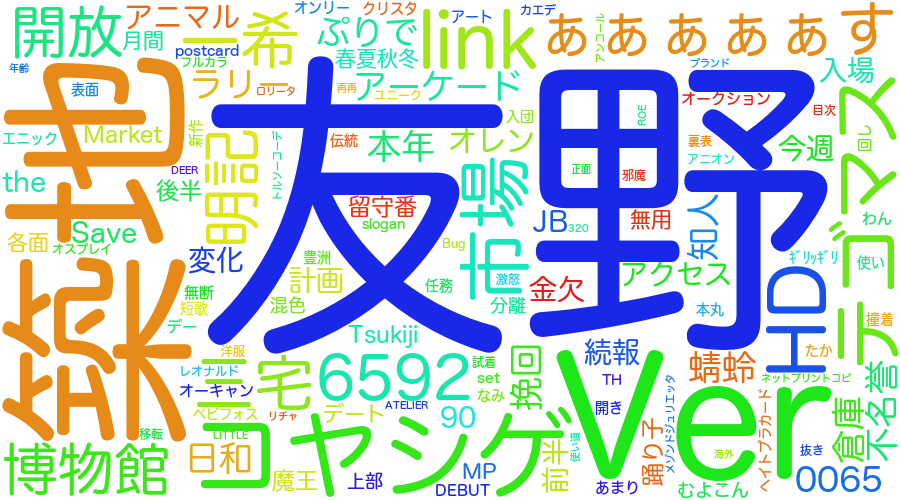 開放
月間
アニマル
postcard
フルカラ
一希
ラリー
オンリー
クリスタ
ぷりで
春夏秋冬
アーケード
アート
link
カエデ
アンコール
ああああああす
入場
年齢
表面
エニック
Market
新作
ロリータ
再再
ユニーク
ブランド
オークション
目次
築地
友野
本年
オレン
入団
ROE
裏表
アニオン
今週
回し
デゴマス
the
DEER
後半
明記
伝統
トルソーコーデ
市場
正面
邪魔
Save
オスプレイ
各面
変化
留守番
slogan
JB
320
無用
知人
わん
Bug
豊洲
計画
激怒
アクセス
ギリッギリ
使い
無断
短歌
混色
任務
分離
金欠
本丸
HD
デー
Tsukiji
撞着
洋服
三宅
6592
試着
set
挽回
続報
蜻蛉
たか
レオナルド
オーキャン
なみ
TH
ネットプリントコピ
ベビフォス
リチャ
デート
ATELIER
90
開き
Ver
メゾンドジュリエッタ
踊り子
ヘイトプラカード
倉庫
不名誉
移転
LITTLE
コヤシゲ
使い道
海外
抜き
博物館
日和
魔王
上部
MP
DEBUT
前半
あまり
むよこん
0065